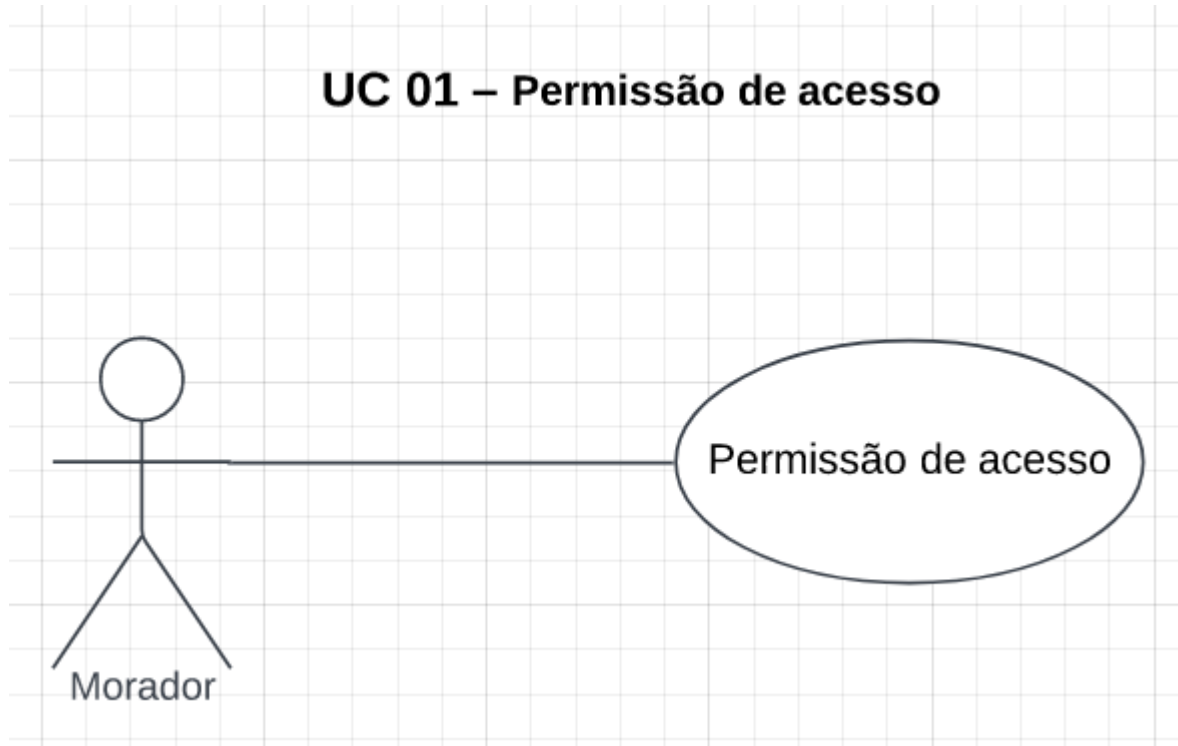 UC 01 – Permissão de acesso
Permissão de acesso
Morador